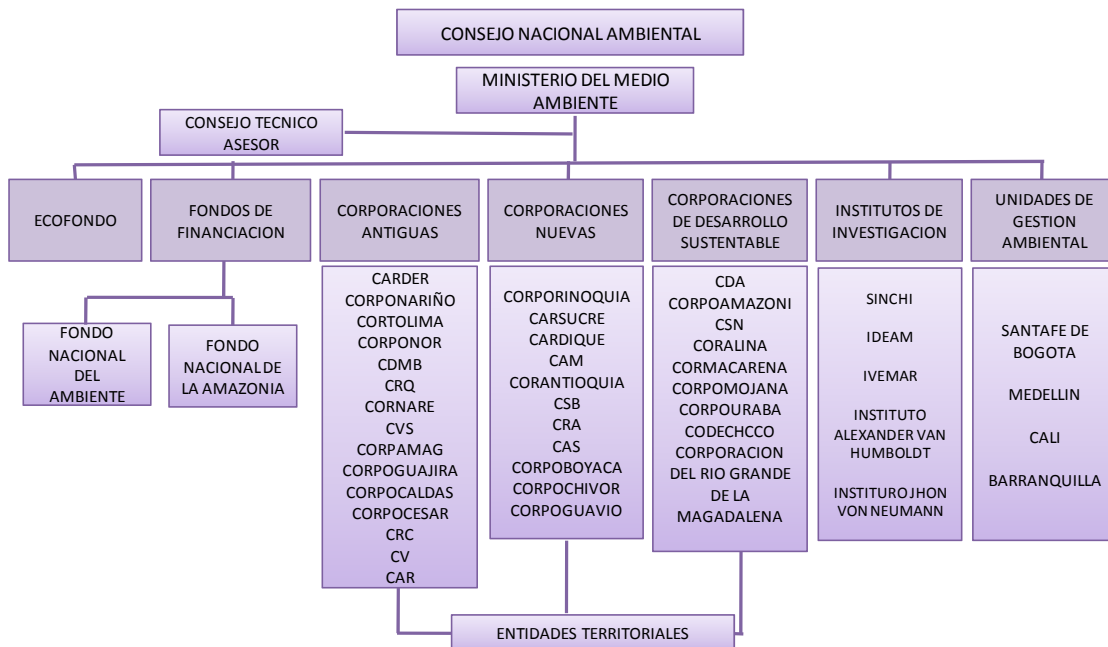 CONSEJO NACIONAL AMBIENTAL
MINISTERIO DEL MEDIO
AMBIENTE
CONSEJO TECNICO
ASESOR
ECOFONDO
FONDOS DE
FINANCIACION
CORPORACIONES
ANTIGUAS
CORPORACIONES
NUEVAS
CORPORACIONES
DE DESARROLLO
SUSTENTABLE
INSTITUTOS DE
INVESTIGACION
UNIDADES DE
GESTION
AMBIENTAL
FONDO
NACIONAL
DEL
AMBIENTE
FONDO
NACIONAL DE
LA AMAZONIA
CARDER
CORPONARIÑO
CORTOLIMA
CORPONOR
CDMB
CRQ
CORNARE
CVS
CORPAMAG
CORPOGUAJIRA
CORPOCALDAS
CORPOCESAR
CRC
CV
CAR
CORPORINOQUIA
CARSUCRE
CARDIQUE
CAM
CORANTIOQUIA
CSB
CRA
CAS
CORPOBOYACA
CORPOCHIVOR
CORPOGUAVIO
CDA
CORPOAMAZONI
CSN
CORALINA
CORMACARENA
CORPOMOJANA
CORPOURABA
CODECHCCO
CORPORACION
DEL RIO GRANDE
DE LA
MAGADALENA
SINCHI
IDEAM
IVEMAR
INSTITUTO
ALEXANDER VAN
HUMBOLDT
INSTITURO JHON
VON NEUMANN
SANTAFE DE
BOGOTA
MEDELLIN
CALI
BARRANQUILLA
ENTIDADES TERRITORIALES